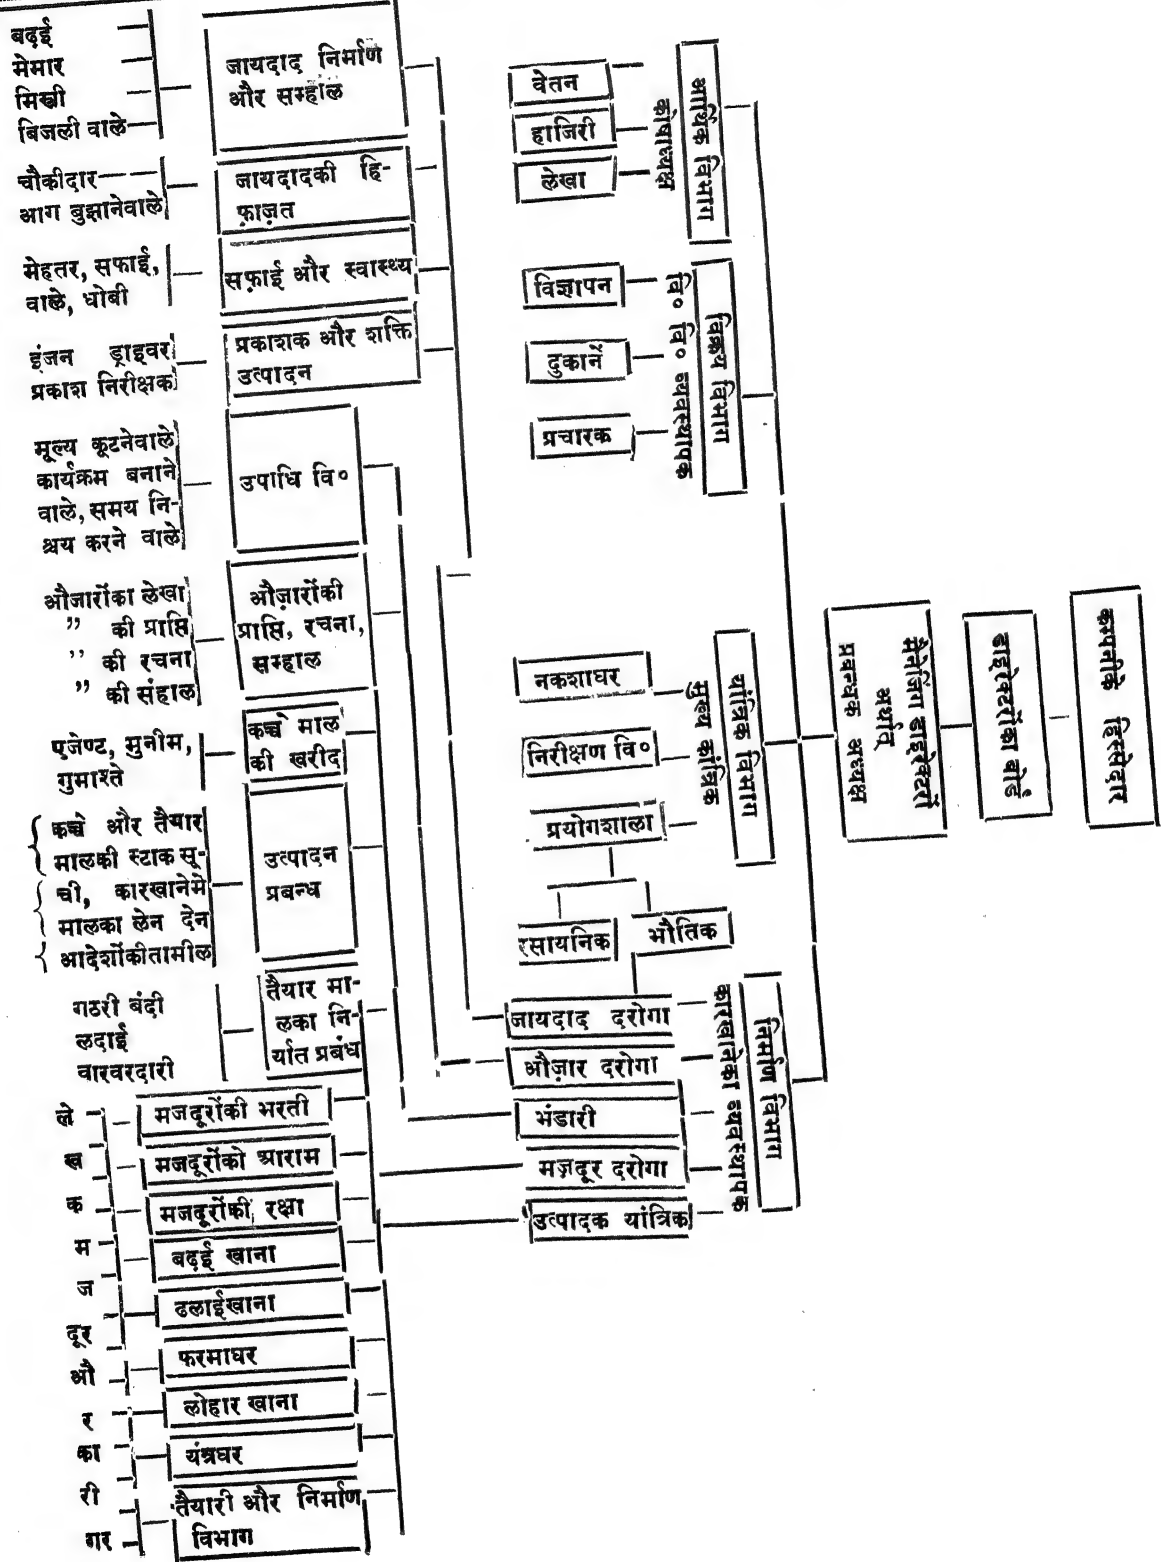 बढ़ई
मेमार
मिस्त्री
बिजली वाले
जायदाद निर्माण
और सम्हाल
चौकीदार
आग बुझानेवाले
जायदादकी हि-
फ़ाज़त
मेहतर, सफाई,
वाले, धोबी
सफ़ाई और स्वास्थ्य
इंजन ड्राइवर
प्रकाश निरीक्षक
प्रकाशक और शक्ति
उत्पादन
मूल्य कूटनेवाले
कार्यक्रम बनाने
वाले, समय नि-
श्चय करने वाले
उपाधि वि०
औजारोंका लेखा
” की प्राप्ति
” की रचना
” की संहाल
औज़ारोंकी
प्राप्ति, रचना,
सम्हाल
एजेण्ट, मुनीम,
गुमाश्ते
कच्चे माल
की खरीद
कच्चे और तैयार
मालकी स्टाक सू-
ची, कारखानेमे
मालका लेन देन
आदेशोंकीतामील
उत्पादन
प्रबन्ध
गठरी बंदी
लदाई
वारवरदारी
तैयार मा-
लका नि-
र्यात प्रबंध
ले
ख
क
म
ज
दूर
औ
र
का
री
गर
मजदूरोंकी भरती
मजदूरोंको आराम
मजदूरोंकी रक्षा
बढ़ई खाना
ढलाईखाना
फरमाघर
लोहार खाना
यंत्रघर
तैयारी और निर्माण
विभाग
वेतन
हाजिरी
लेखा
आर्थिक विभाग
कोषाध्यक्ष
विज्ञापन
दुकानें
प्रचारक
विक्रय विभाग
वि० वि० व्यवस्थापक
नकशाघर
निरीक्षण वि०
प्रयोगशाला
रसायनिक
भौतिक
यांत्रिक विभाग
मुख्य कांत्रिक
जायदाद दरोगा
औज़ार दरोगा
भंडारी
मज़दूर दरोगा
उत्पादक यांत्रिक
निर्माण विभाग
कारखानेका व्यवस्थापक
मैनेजिंग डाइरेक्टरों
अर्थात्
प्रबन्धक अध्यक्ष
डाइरेक्टरोंका बोर्ड
कम्पनीके हिस्सेदार